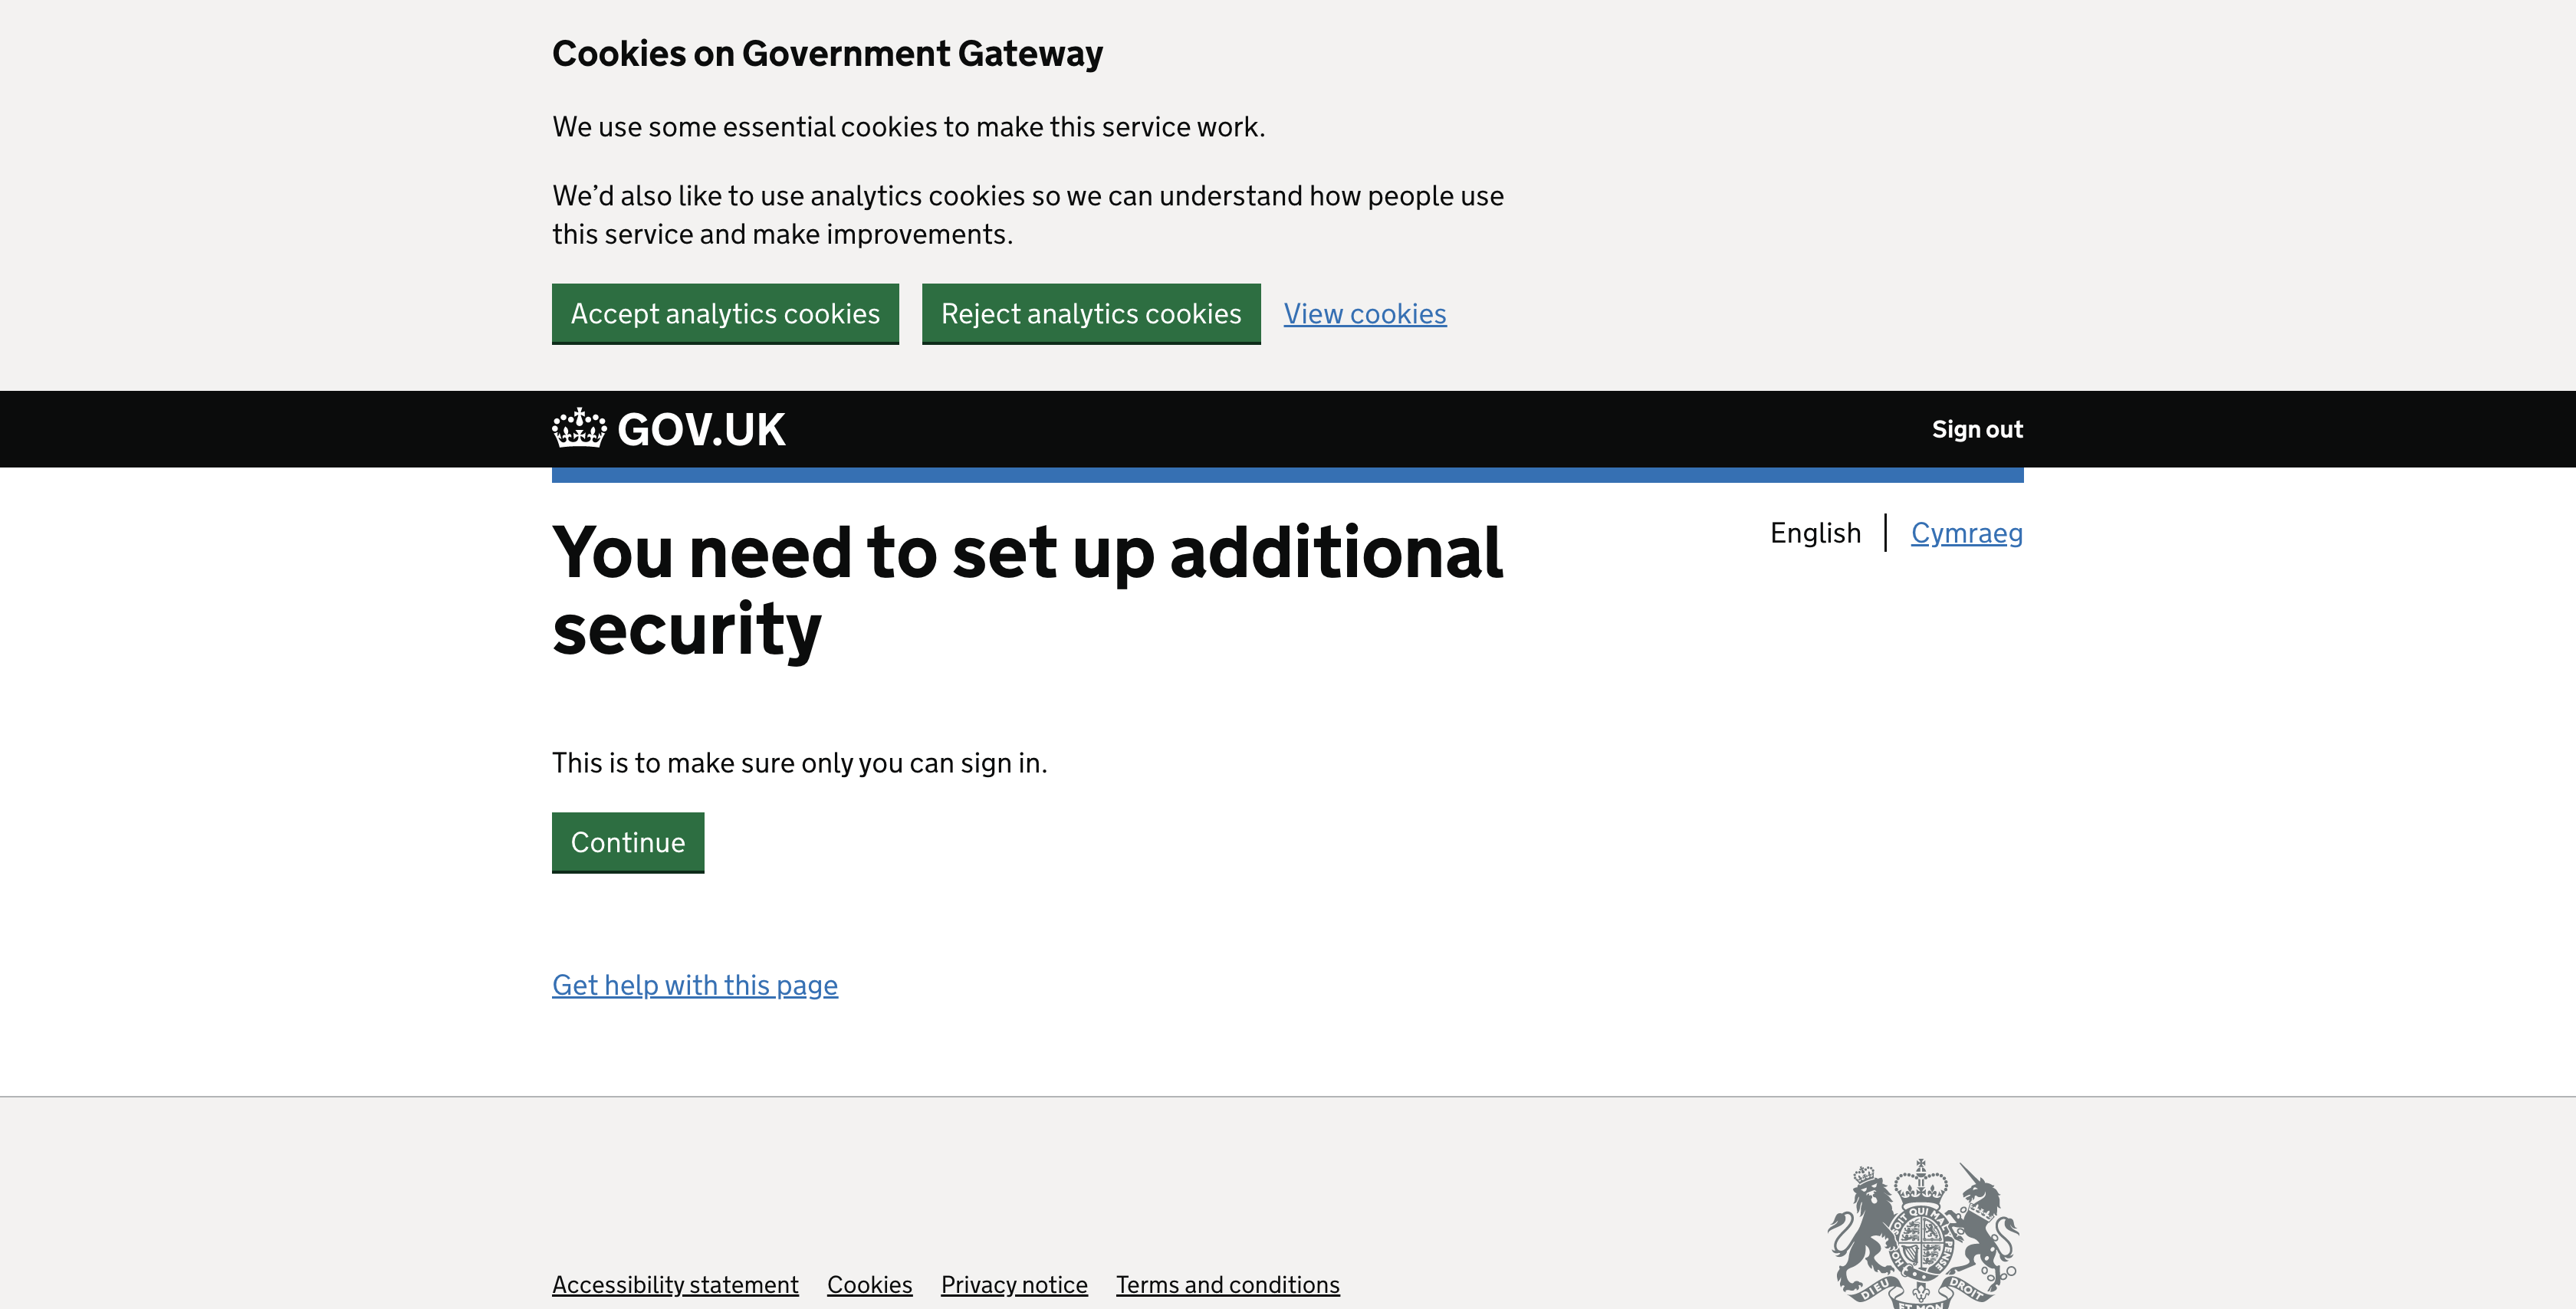 Cookies on Government Gateway
We use some essential cookies to make this service work.
We’d also like to use analytics cookies so we can understand how people use
this service and make improvements.
Accept analytics cookies Reject analytics cookies View cookies
GOV.UK Sign out
English Cymraeg
You need to set up additional
security
This is to make sure only you can sign in.
Continue
Get help with this page
Accessibility statement Cookies Privacy notice Terms and conditions
DIEU ET MON DROIT